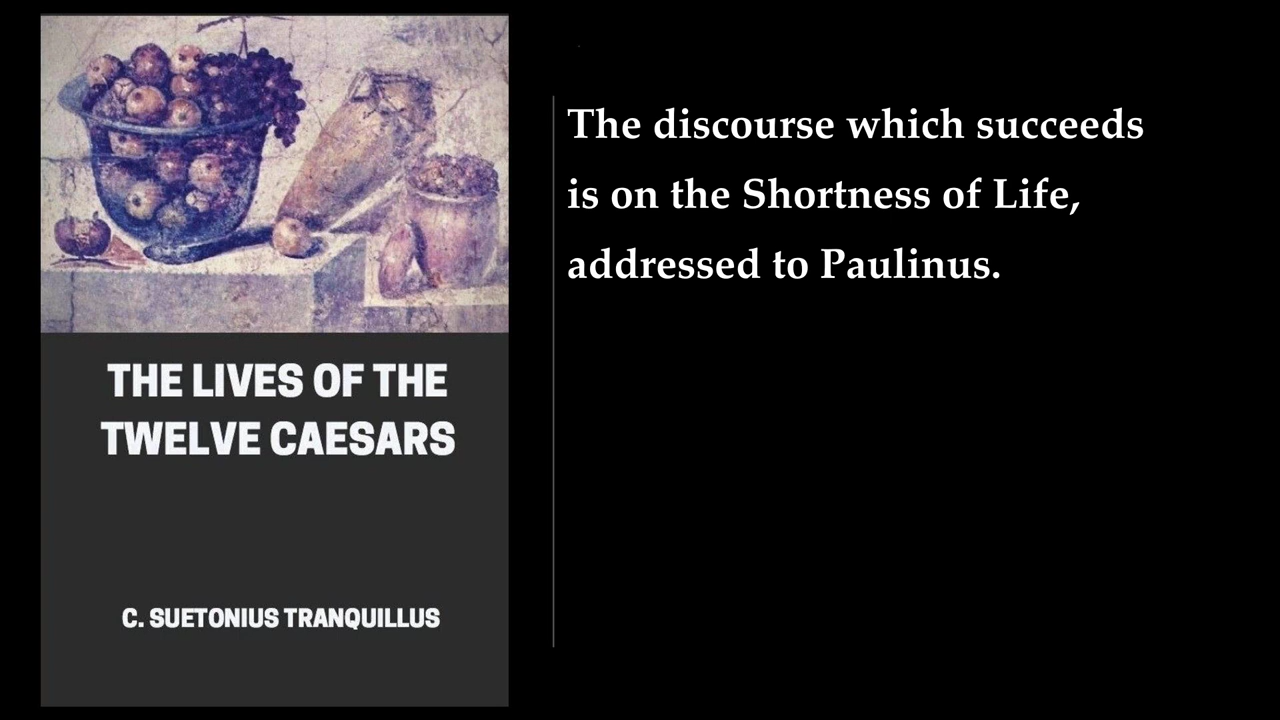 THE LIVES OF THE
TWELVE CAESARS
C. SUETONIUS TRANQUILLUS
The discourse which succeeds
is on the Shortness of Life,
addressed to Paulinus.